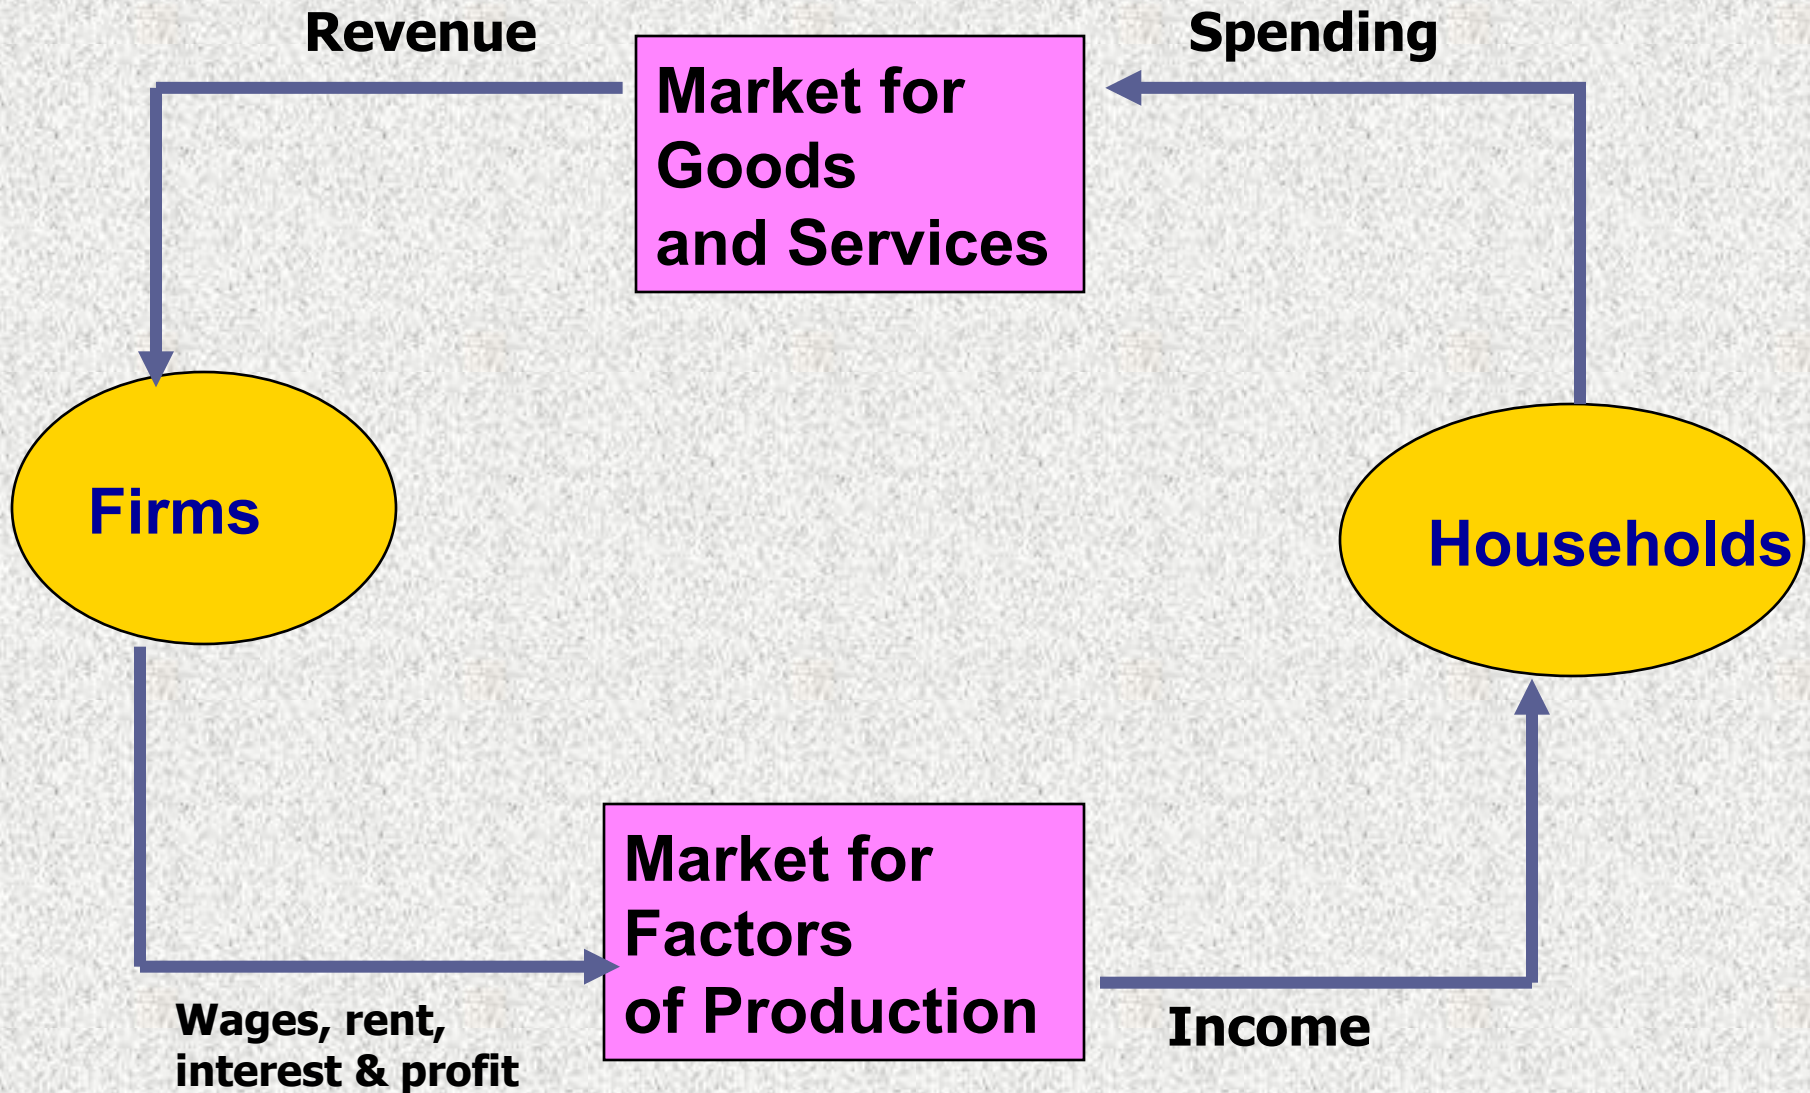 Revenue
Spending
Market for
Goods
and Services
Firms
Households
Market for
Factors
of Production
Wages, rent,
interest & profit
Income